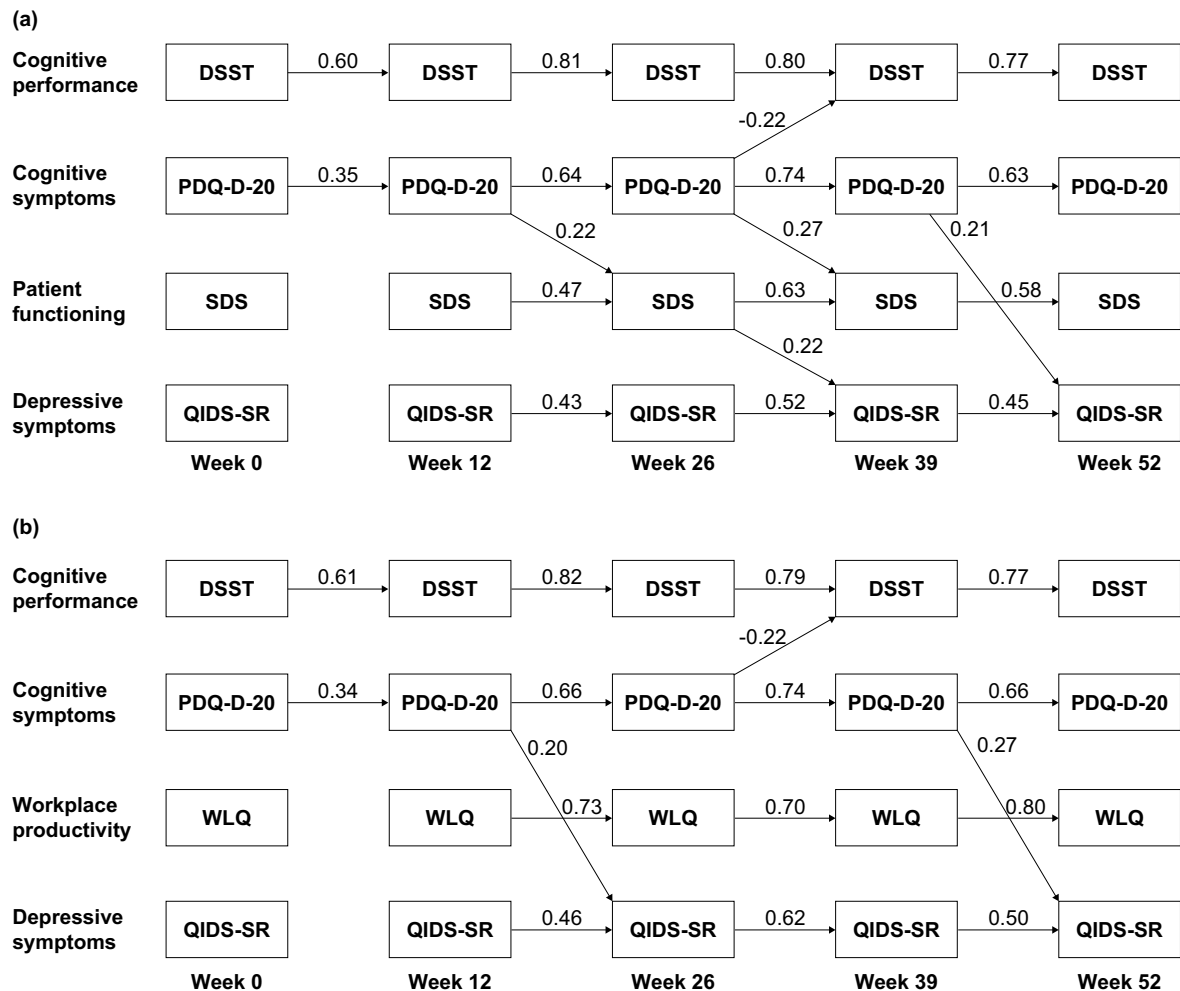 (a)
Cognitive
performance
DSST 0.60 DSST 0.81 DSST 0.80 DSST 0.77 DSST
-0.22
Cognitive
symptoms
PDQ-D-20 0.35 PDQ-D-20 0.64 PDQ-D-20 0.74 PDQ-D-20 0.63 PDQ-D-20
0.22 0.27 0.21
Patient
functioning
SDS SDS 0.47 SDS 0.63 SDS 0.58 SDS
0.22
Depressive
symptoms
QIDS-SR QIDS-SR 0.43 QIDS-SR 0.52 QIDS-SR 0.45 QIDS-SR
Week 0 Week 12 Week 26 Week 39 Week 52
(b)
Cognitive
performance
DSST 0.61 DSST 0.82 DSST 0.79 DSST 0.77 DSST
-0.22
Cognitive
symptoms
PDQ-D-20 0.34 PDQ-D-20 0.66 PDQ-D-20 0.74 PDQ-D-20 0.66 PDQ-D-20
0.20 0.27
Workplace
productivity
WLQ WLQ 0.73 WLQ 0.70 WLQ 0.80 WLQ
Depressive
symptoms
QIDS-SR QIDS-SR 0.46 QIDS-SR 0.62 QIDS-SR 0.50 QIDS-SR
Week 0 Week 12 Week 26 Week 39 Week 52